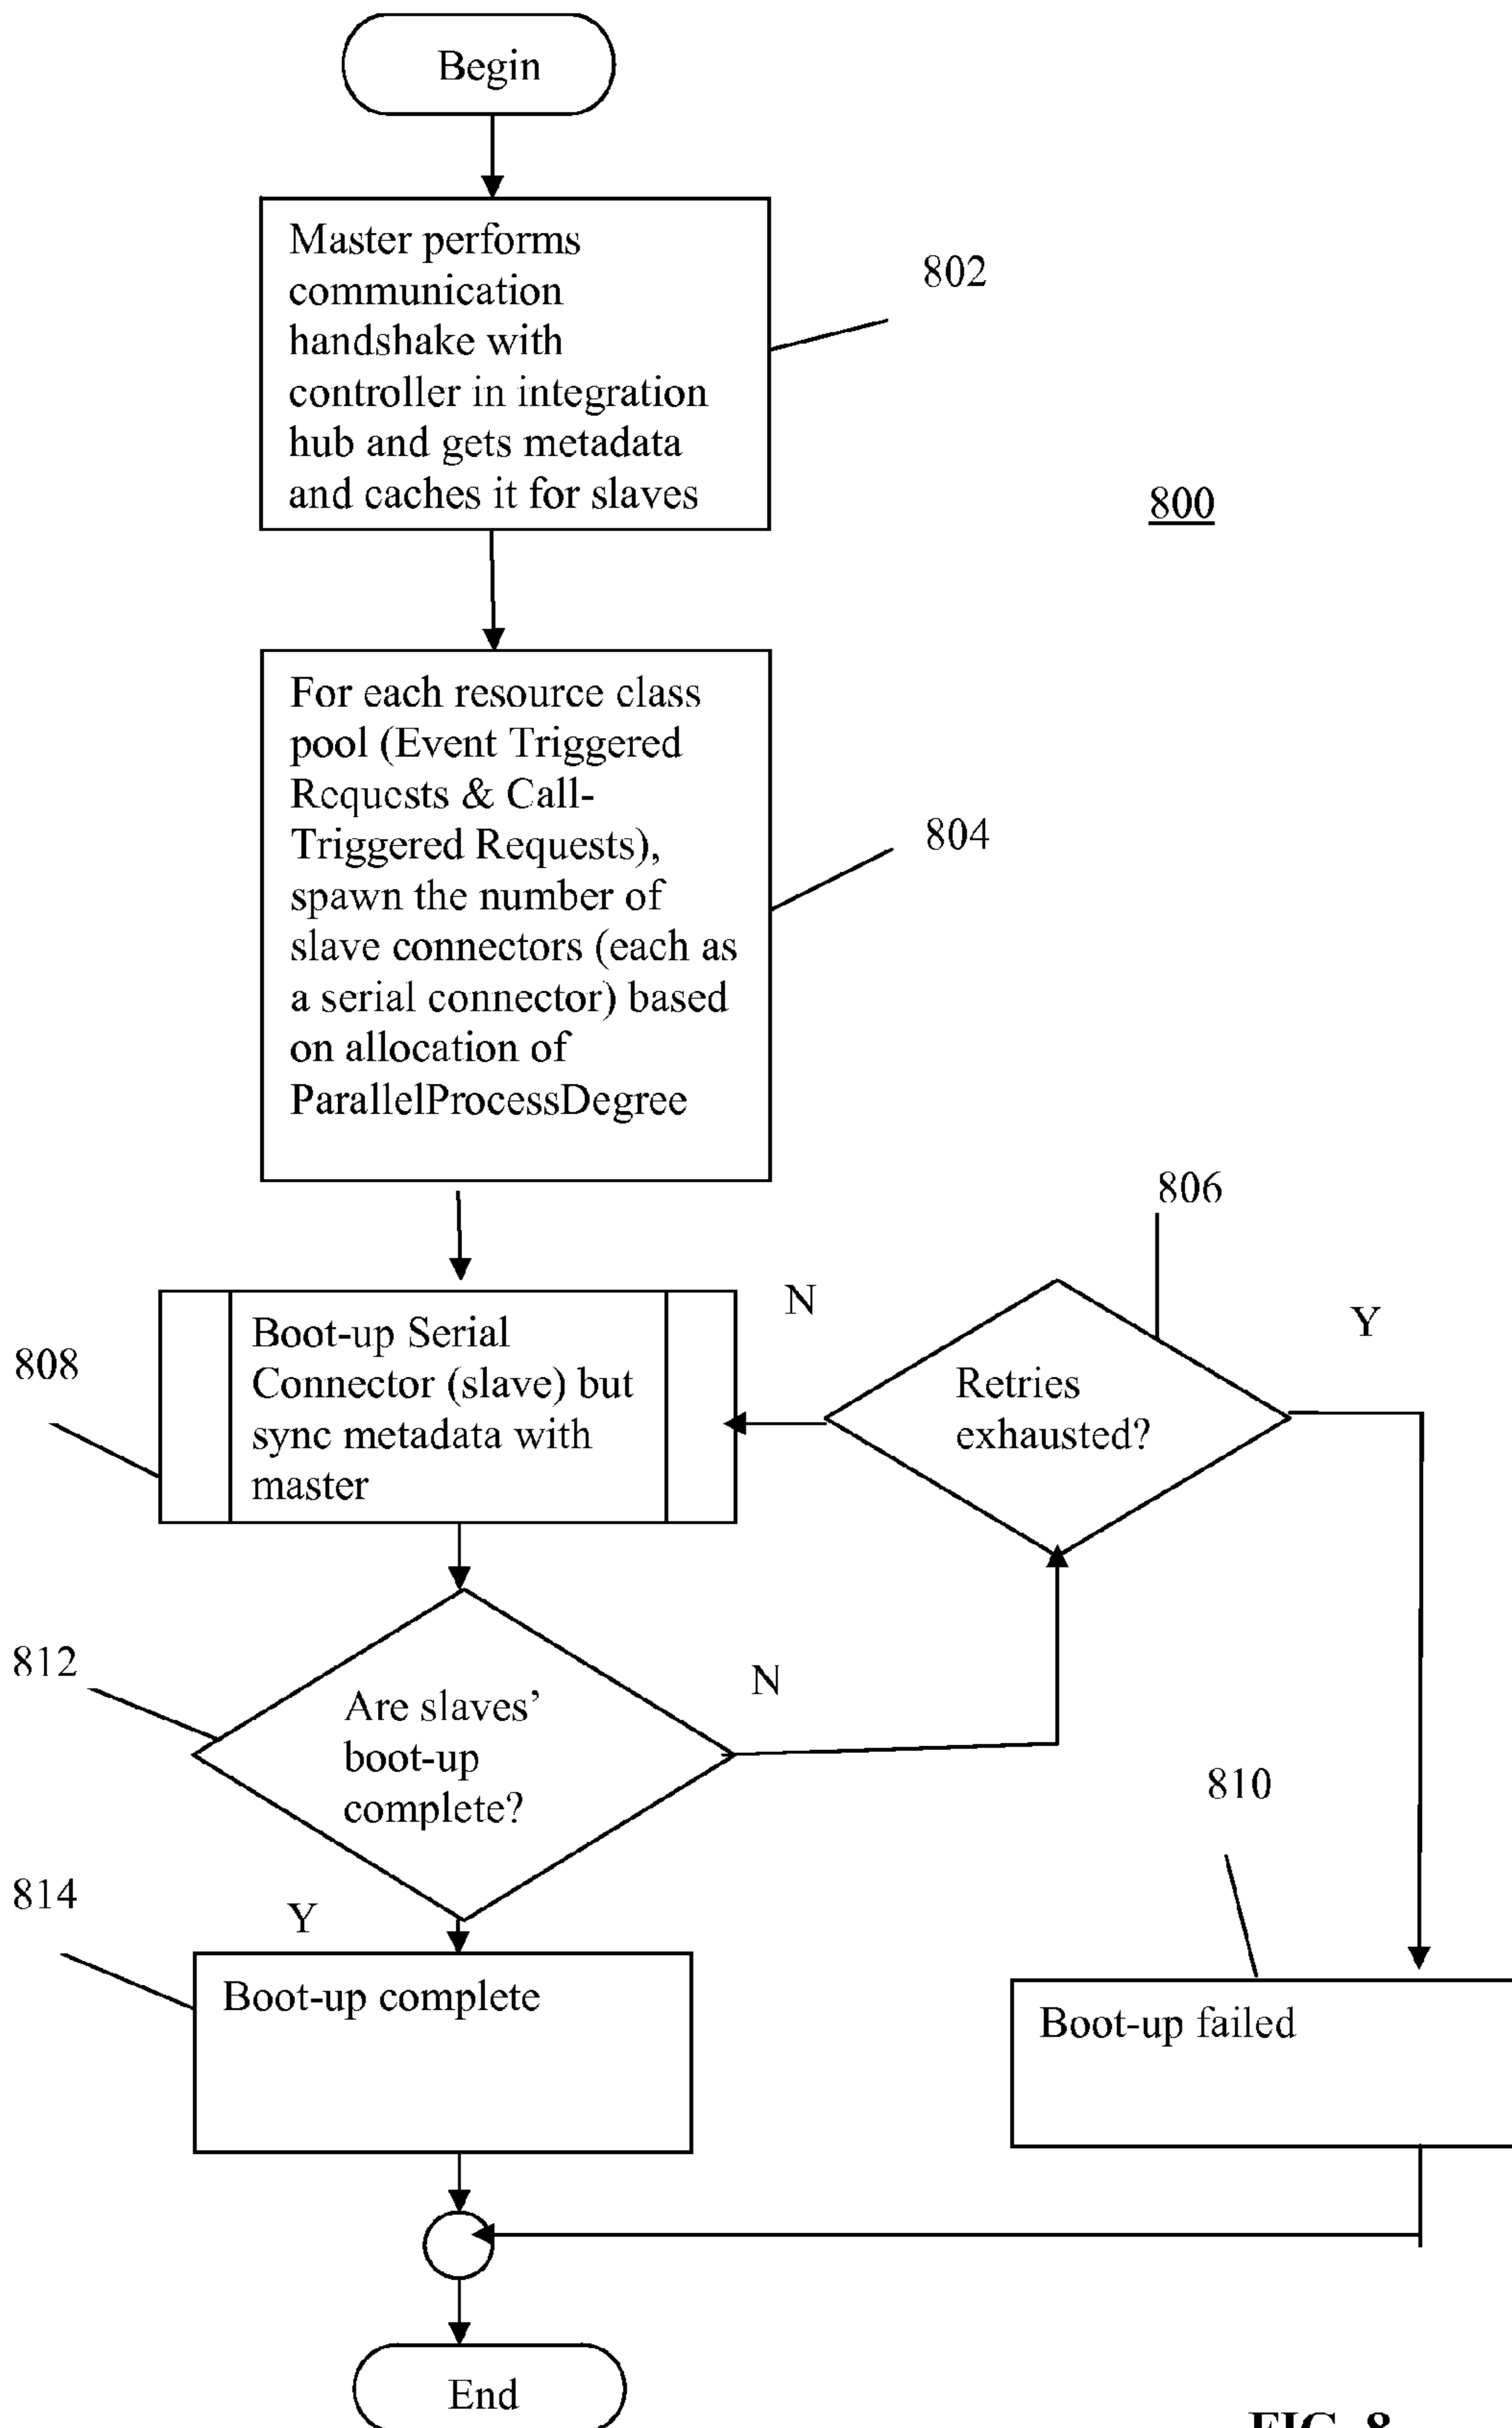 Begin
Master performs
communication
handshake with
controller in integration
hub and gets metadata
and caches it for slaves
802
800
For each resource class
pool (Event Triggered
Requests & Call-
Triggered Requests),
spawn the number of
slave connectors (each as
a serial connector) based
on allocation of
ParallelProcessDegree
804
806
N
Y
808
Boot-up Serial
Connector (slave) but
sync metadata with
master
Retries
exhausted?
812
N
Are slaves’
boot-up
complete?
810
814
Y
Boot-up complete
Boot-up failed
End
FIG. 8